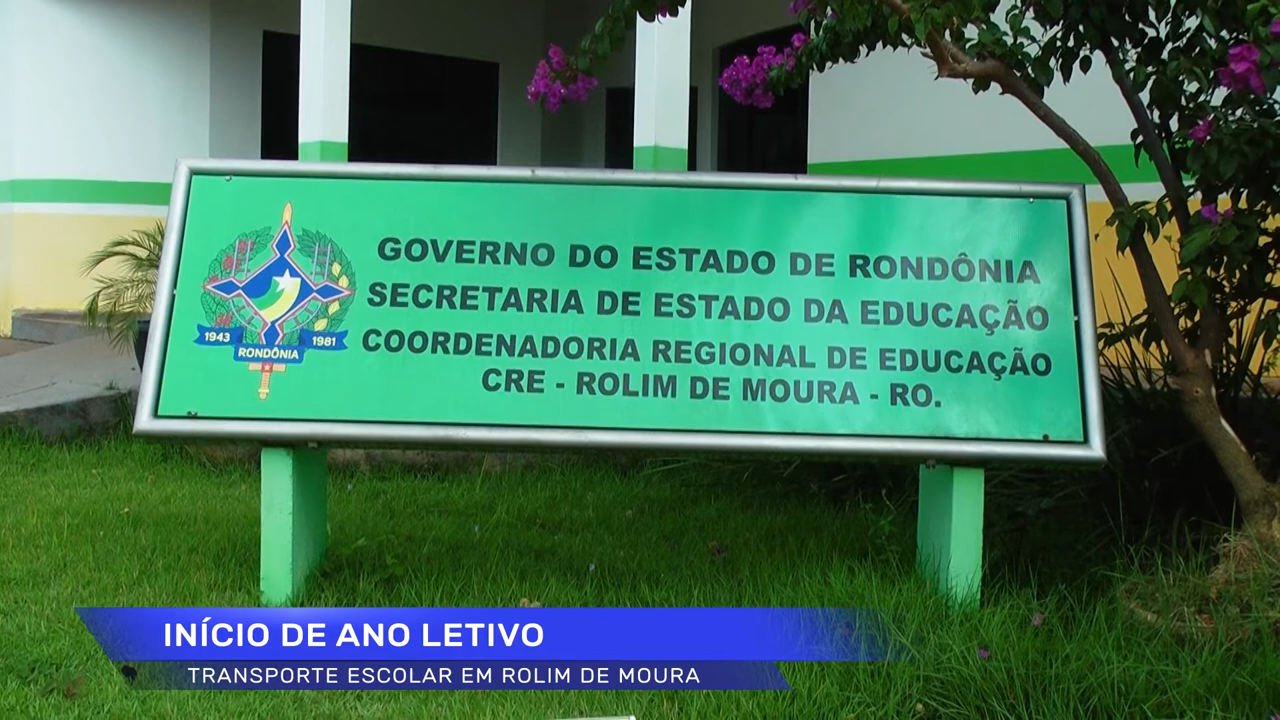 GOVERNO DO ESTADO DE RONDÔNIA
SECRETARIA DE ESTADO DA EDUCAÇÃO
COORDENADORIA REGIONAL DE EDUCAÇÃO
CRE - ROLIM DE MOURA - RO.
1943 1981
RONDÔNIA
INÍCIO DE ANO LETIVO
TRANSPORTE ESCOLAR EM ROLIM DE MOURA